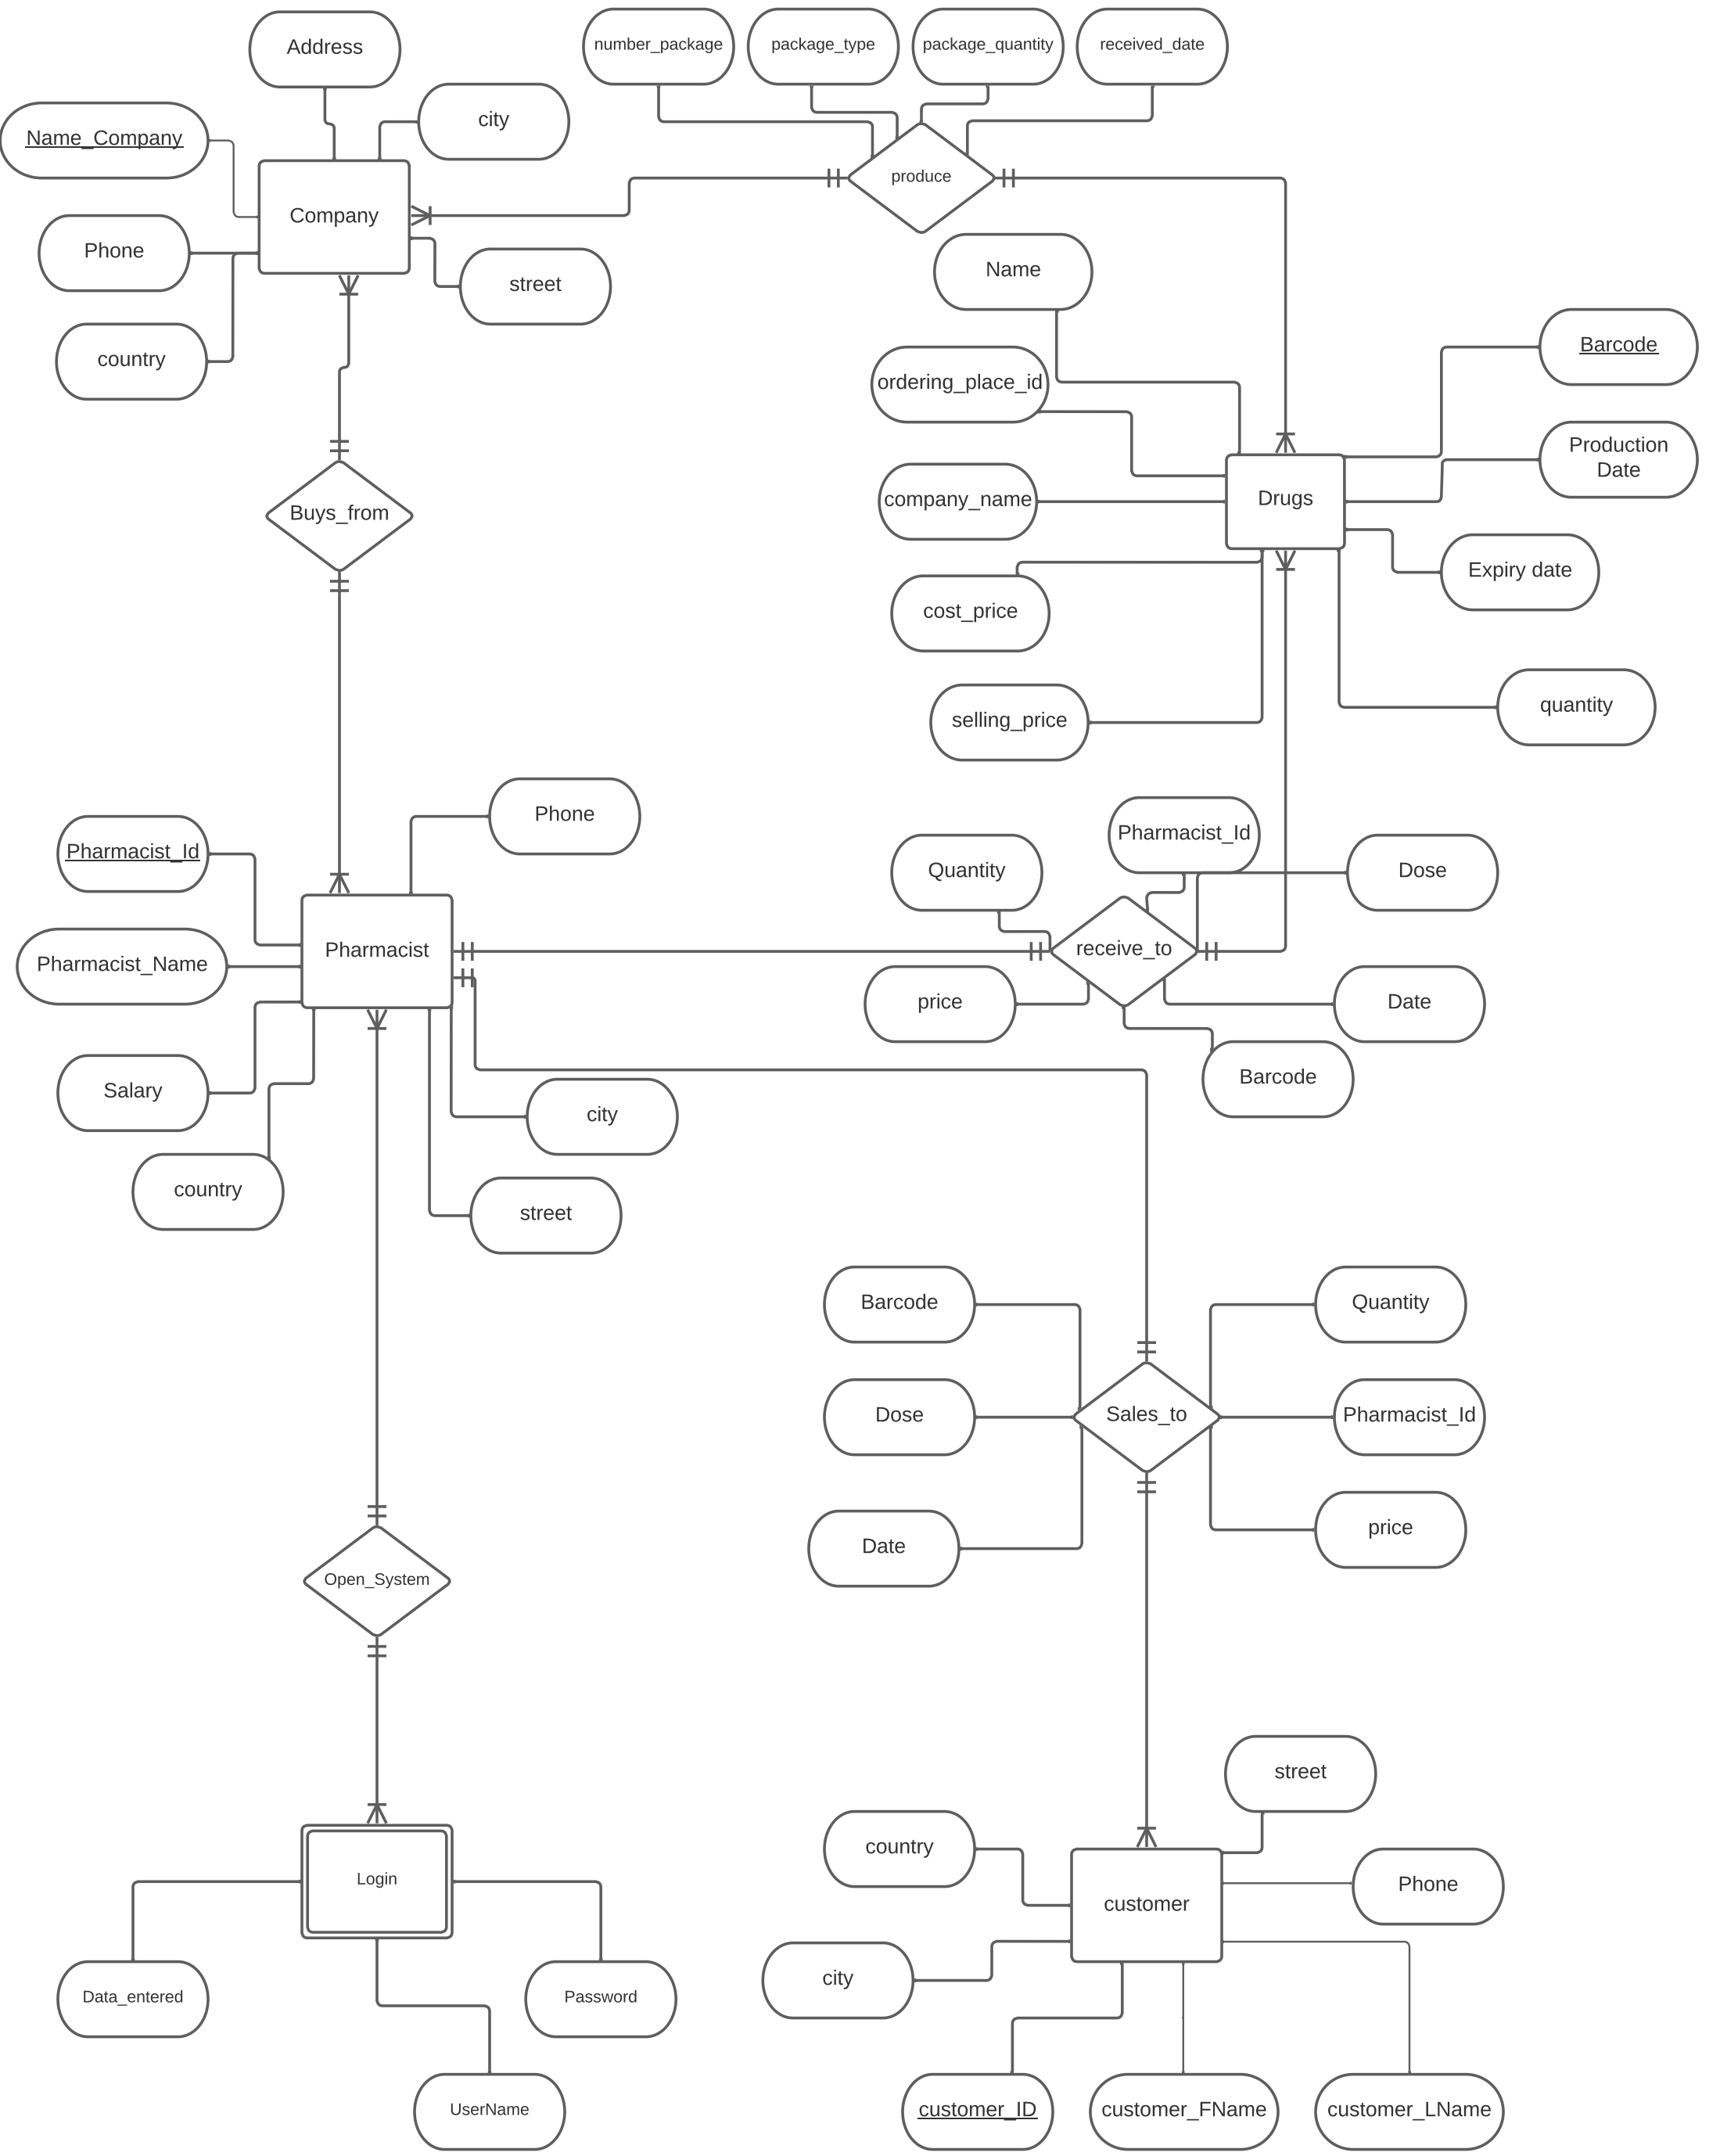 Address
number_package
package_type
package_quantity
received_date
city
Name_Company
Company
produce
Phone
street
Name
country
Barcode
ordering_place_id
Production
Date
company_name
Drugs
Buys_from
Expiry date
cost_price
selling_price
quantity
Phone
Pharmacist_Id
Pharmacist_Id
Quantity
Dose
Pharmacist
receive_to
Pharmacist_Name
price
Date
Barcode
Salary
city
country
street
Barcode
Quantity
Dose
Sales_to
Pharmacist_Id
Date
price
Open_System
street
country
Login
customer
Phone
city
Data_entered
Password
UserName
customer_ID
customer_FName
customer_LName